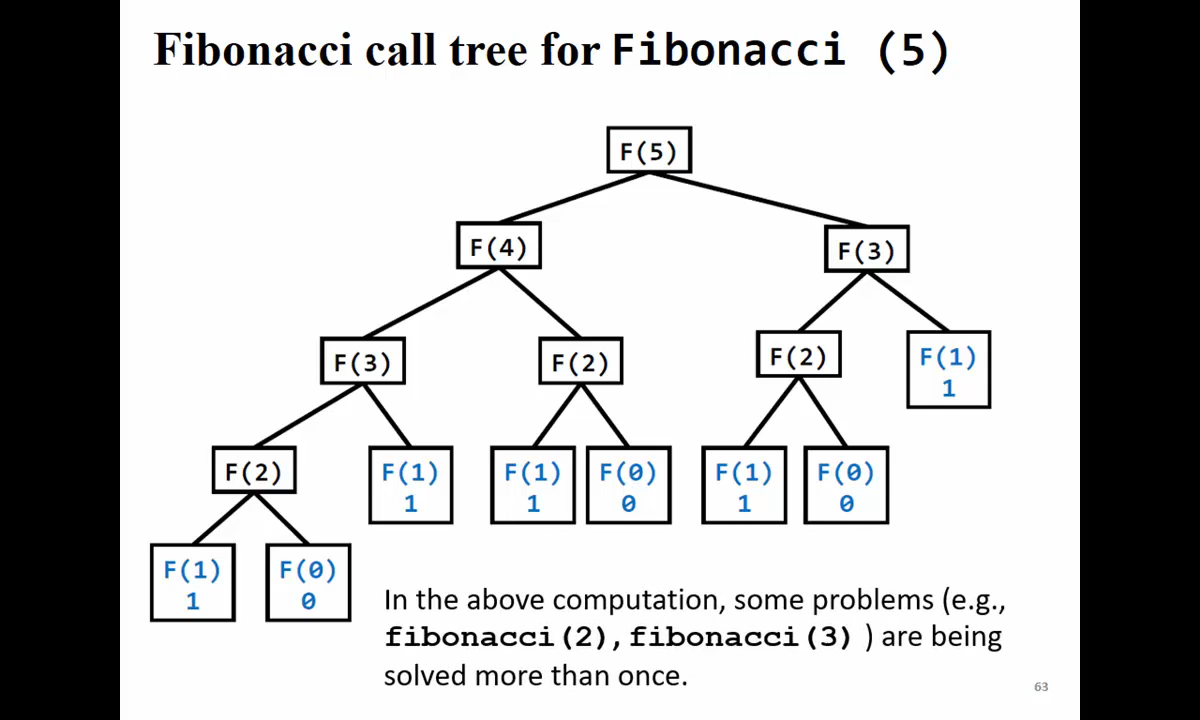 Fibonacci call tree for Fibonacci (5)
F(5)
F(4)
F(3)
F(3)
F(2)
F(2)
F(1)
1
F(2)
F(1)
1
F(1)
1
F(0)
0
F(1)
1
F(0)
0
F(1)
1
F(0)
0
In the above computation, some problems (e.g.,
fibonacci(2),fibonacci(3) ) are being
solved more than once.
63